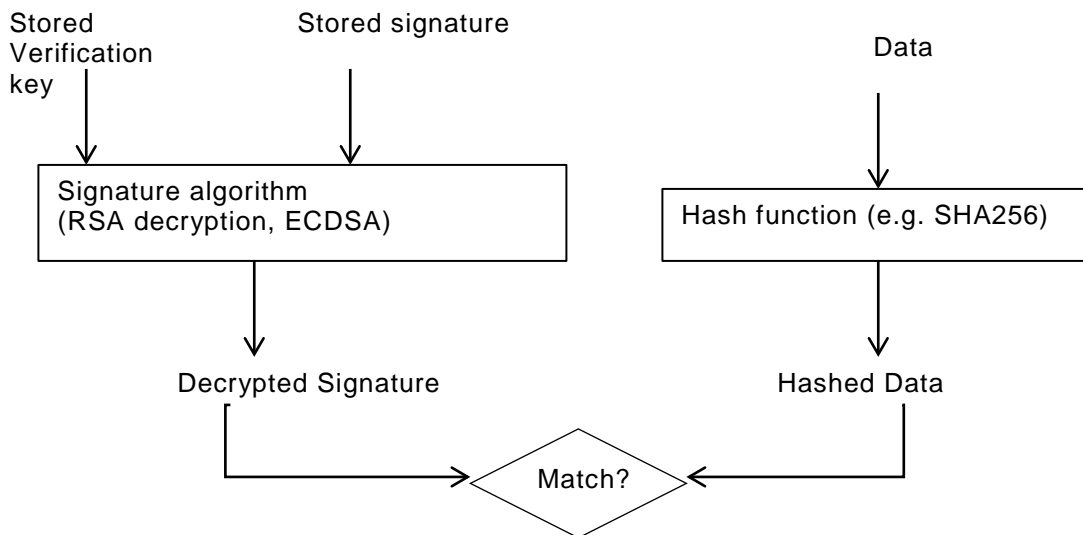 Stored
Verification
key
Stored signature
Data
Signature algorithm
(RSA decryption, ECDSA)
Hash function (e.g. SHA256)
Decrypted Signature
Hashed Data
Match?